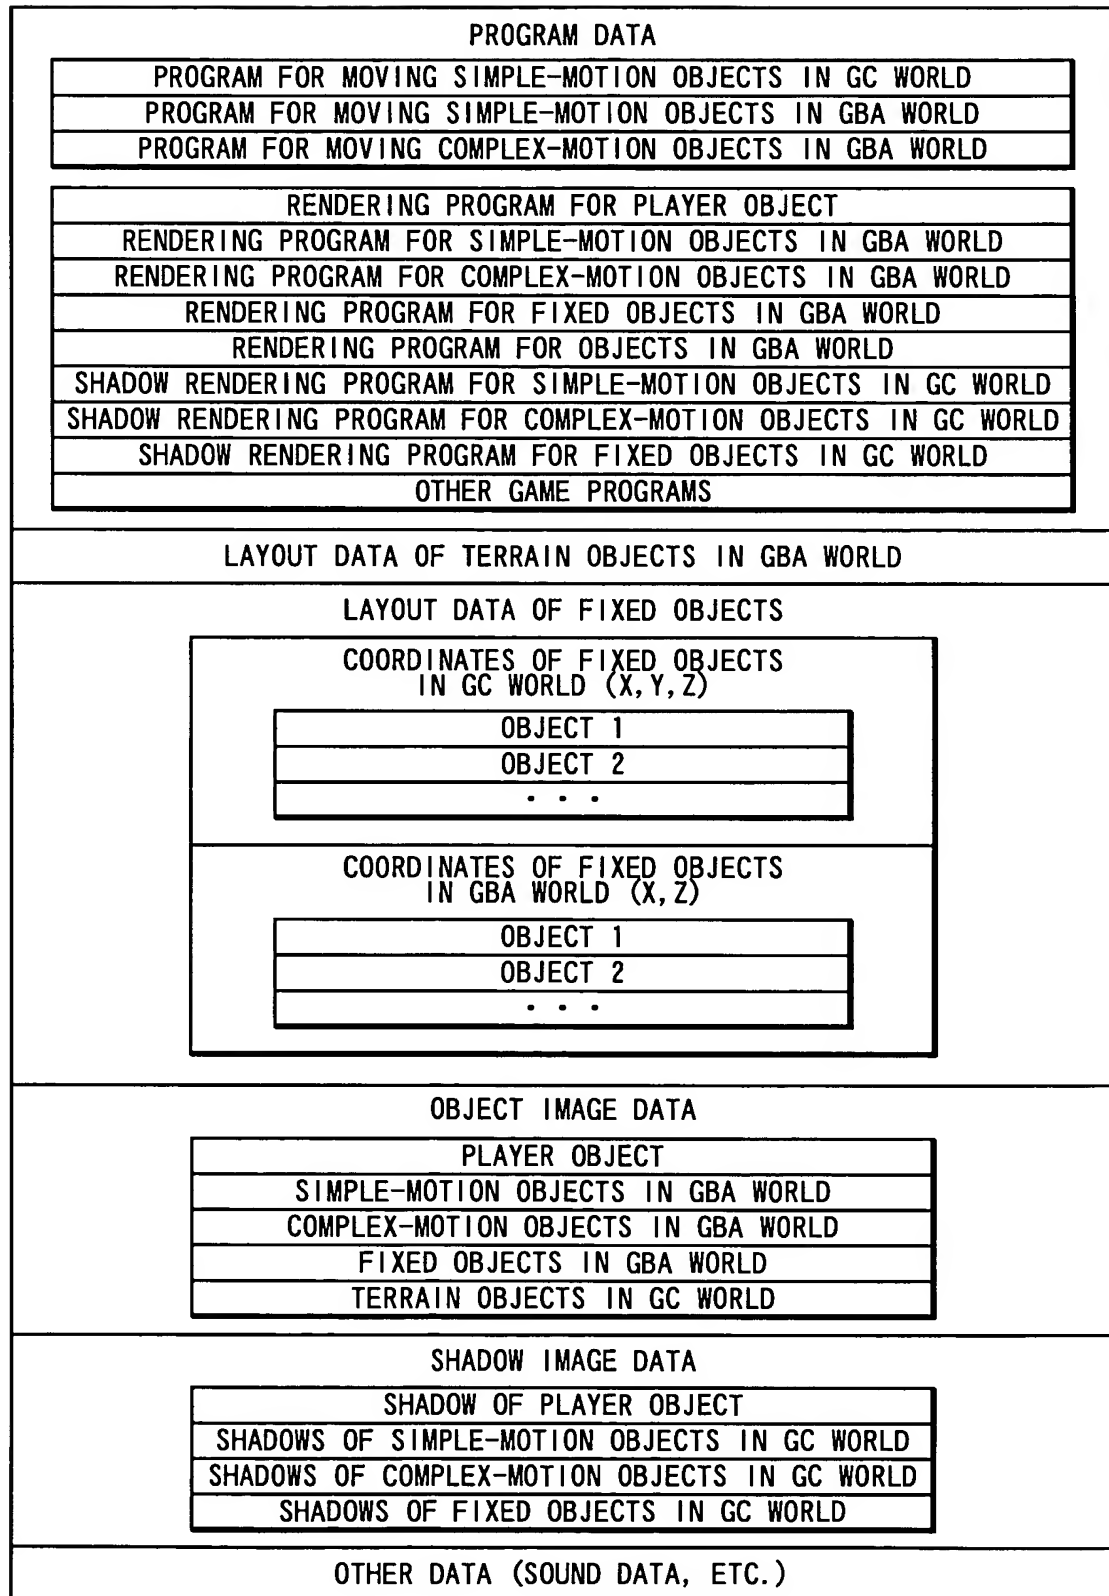 PROGRAM DATA
PROGRAM FOR MOVING SIMPLE-MOTION OBJECTS IN GC WORLD
PROGRAM FOR MOVING SIMPLE-MOTION OBJECTS IN GBA WORLD
PROGRAM FOR MOVING COMPLEX-MOTION OBJECTS IN GBA WORLD
RENDERING PROGRAM FOR PLAYER OBJECT
RENDERING PROGRAM FOR SIMPLE-MOTION OBJECTS IN GBA WORLD
RENDERING PROGRAM FOR COMPLEX-MOTION OBJECTS IN GBA WORLD
RENDERING PROGRAM FOR FIXED OBJECTS IN GBA WORLD
RENDERING PROGRAM FOR OBJECTS IN GBA WORLD
SHADOW RENDERING PROGRAM FOR SIMPLE-MOTION OBJECTS IN GC WORLD
SHADOW RENDERING PROGRAM FOR COMPLEX-MOTION OBJECTS IN GC WORLD
SHADOW RENDERING PROGRAM FOR FIXED OBJECTS IN GC WORLD
OTHER GAME PROGRAMS
LAYOUT DATA OF TERRAIN OBJECTS IN GBA WORLD
LAYOUT DATA OF FIXED OBJECTS
COORDINATES OF FIXED OBJECTS
IN GC WORLD (X, Y, Z)
OBJECT 1
OBJECT 2
. . .
COORDINATES OF FIXED OBJECTS
IN GBA WORLD (X, Z)
OBJECT 1
OBJECT 2
. . .
OBJECT IMAGE DATA
PLAYER OBJECT
SIMPLE-MOTION OBJECTS IN GBA WORLD
COMPLEX-MOTION OBJECTS IN GBA WORLD
FIXED OBJECTS IN GBA WORLD
TERRAIN OBJECTS IN GC WORLD
SHADOW IMAGE DATA
SHADOW OF PLAYER OBJECT
SHADOWS OF SIMPLE-MOTION OBJECTS IN GC WORLD
SHADOWS OF COMPLEX-MOTION OBJECTS IN GC WORLD
SHADOWS OF FIXED OBJECTS IN GC WORLD
OTHER DATA (SOUND DATA, ETC.)